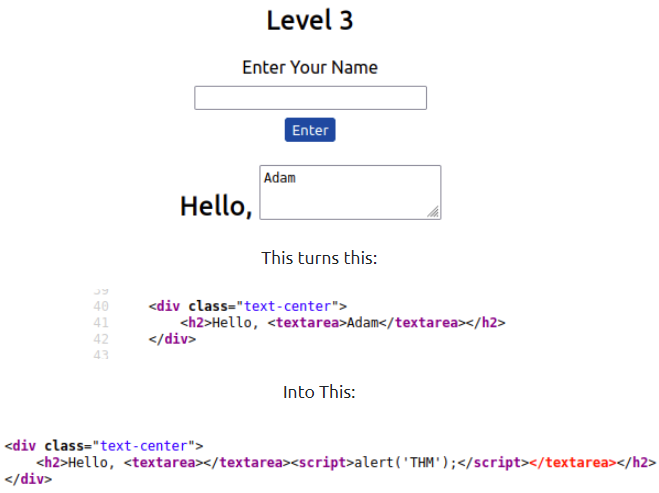 Level 3
Enter Your Name
Enter
Adam
Hello,
This turns this:
39
40 <div class="text-center">
41 <h2>Hello, <textarea>Adam</textarea></h2>
42 </div>
43
Into This:
<div class="text-center">
<h2>Hello, <textarea></textarea><script>alert('THM');</script></textarea></h2>
</div>